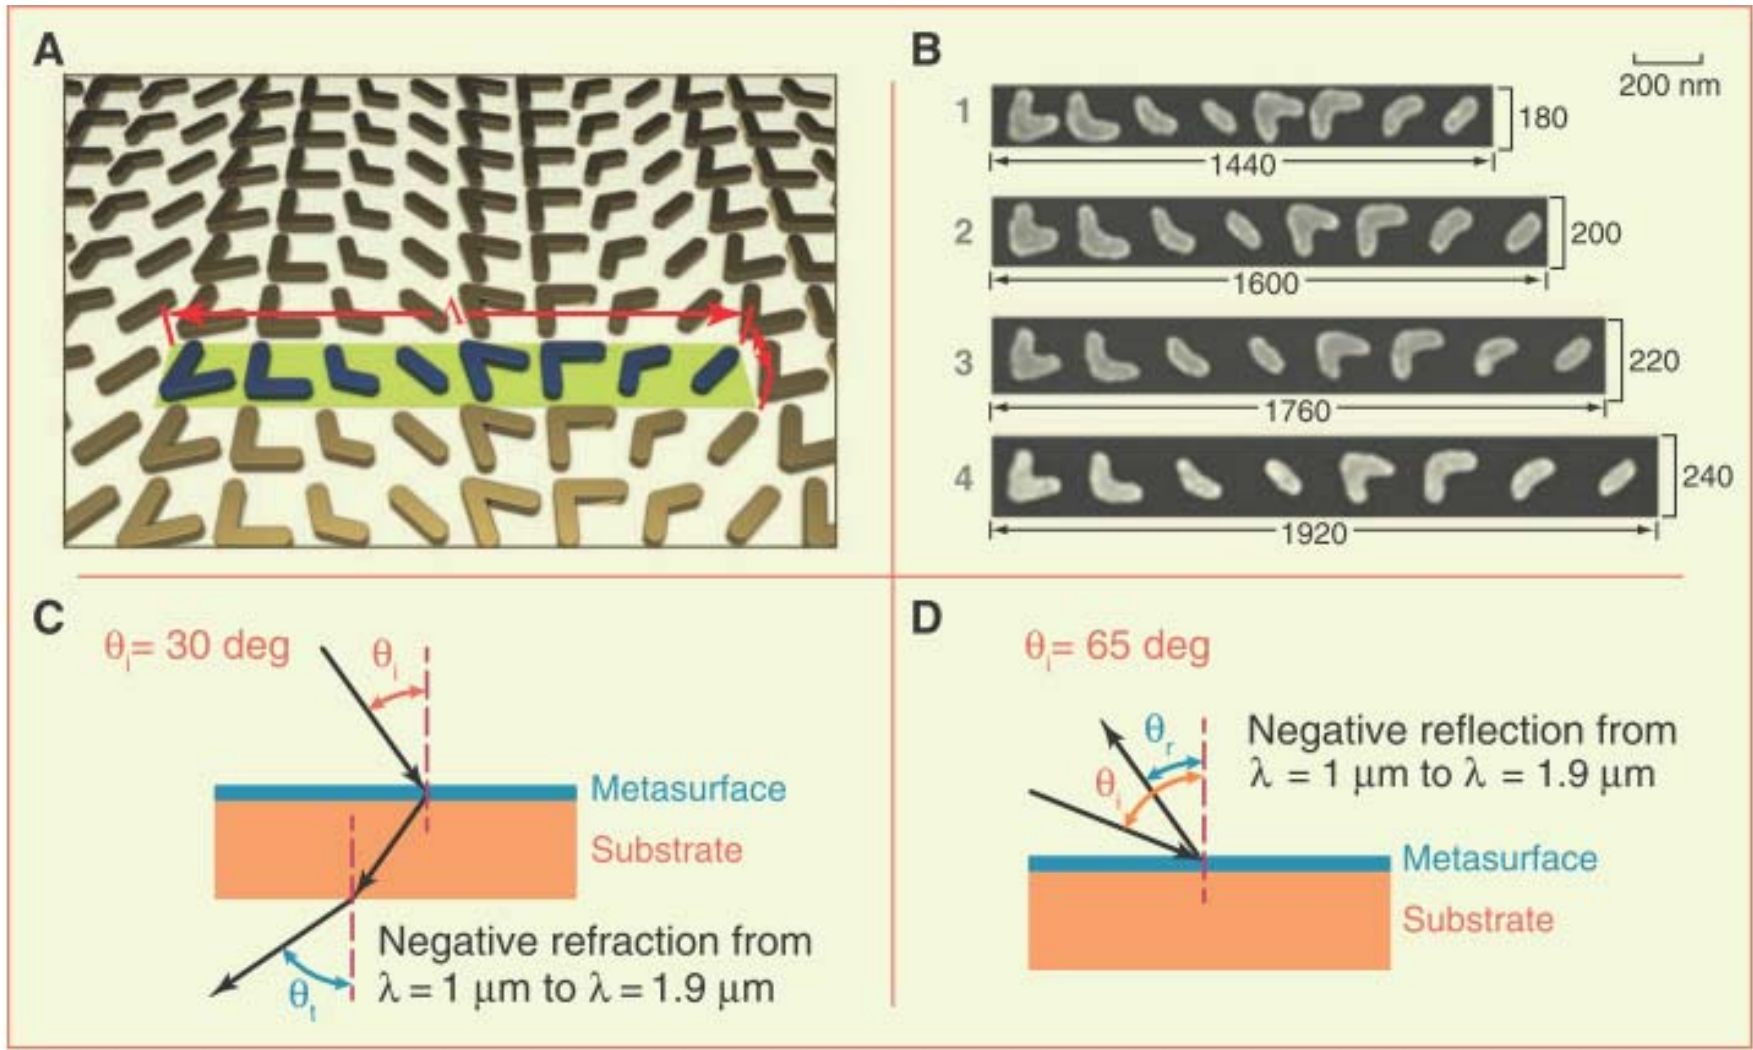 A
Λ
B
200 nm
1
180
1440
2
200
1600
3
220
1760
4
240
1920
C
θi= 30 deg
θi
Metasurface
Substrate
Negative refraction from
λ = 1 μm to λ = 1.9 μm
θt
D
θi= 65 deg
θr
Negative reflection from
λ = 1 μm to λ = 1.9 μm
θi
Metasurface
Substrate